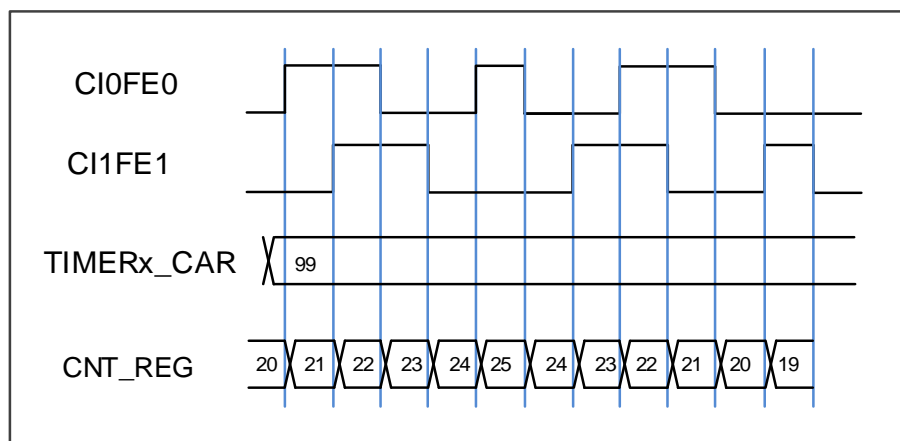 CI0FE0
CI1FE1
TIMERx_CAR 99
CNT_REG 20 21 22 23 24 25 24 23 22 21 20 19